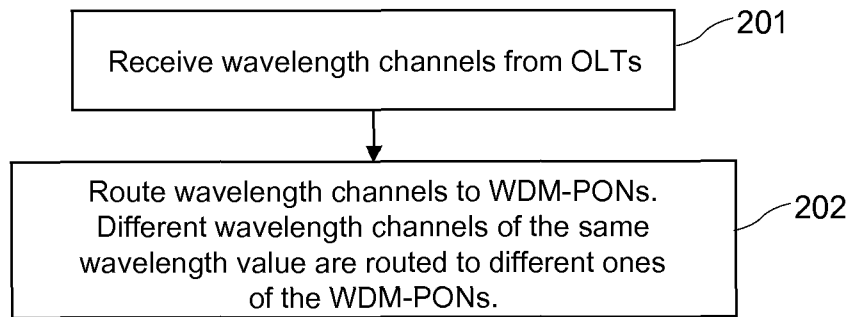 201
Receive wavelength channels from OLTs
Route wavelength channels to WDM-PONs.
Different wavelength channels of the same
wavelength value are routed to different ones
of the WDM-PONs.
202